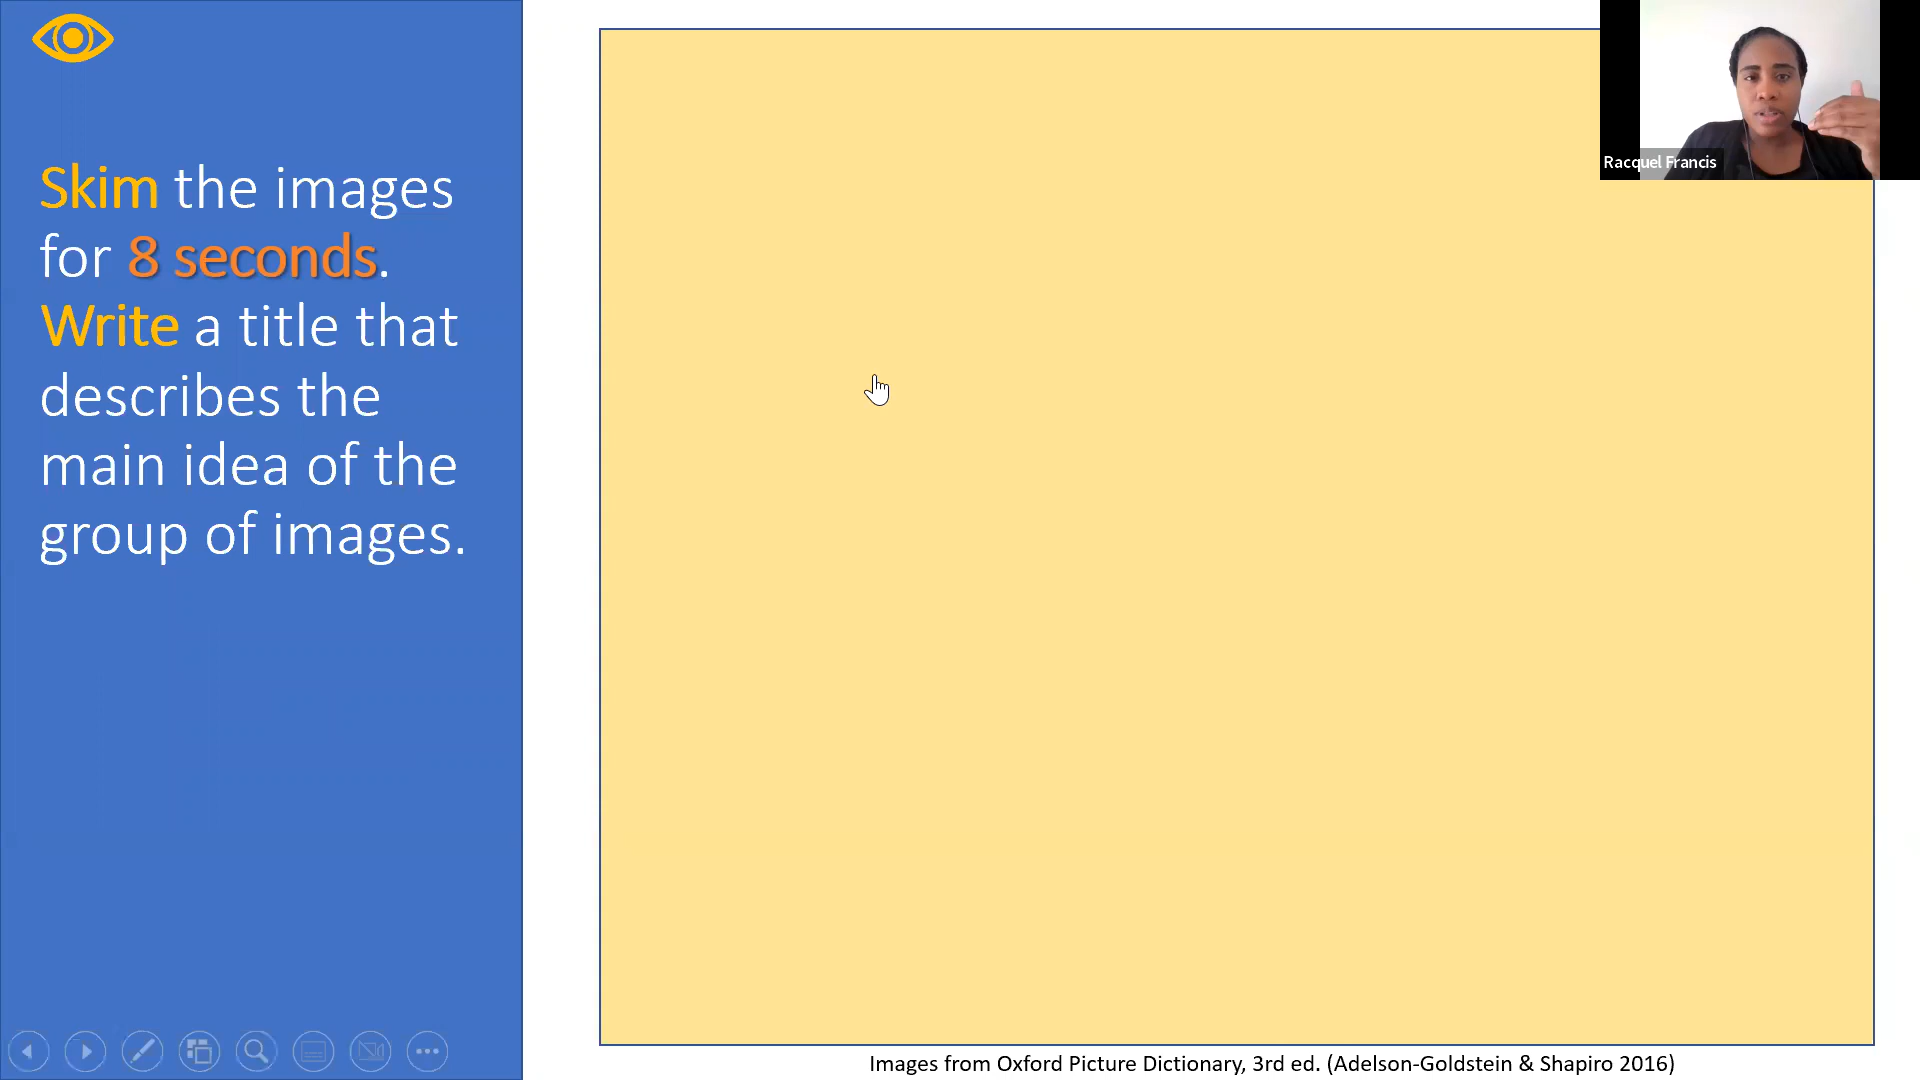 Skim the images
for 8 seconds.
Write a title that
describes the
main idea of the
group of images.
Racquel Francis
Images from Oxford Picture Dictionary, 3rd ed. (Adelson-Goldstein & Shapiro 2016)